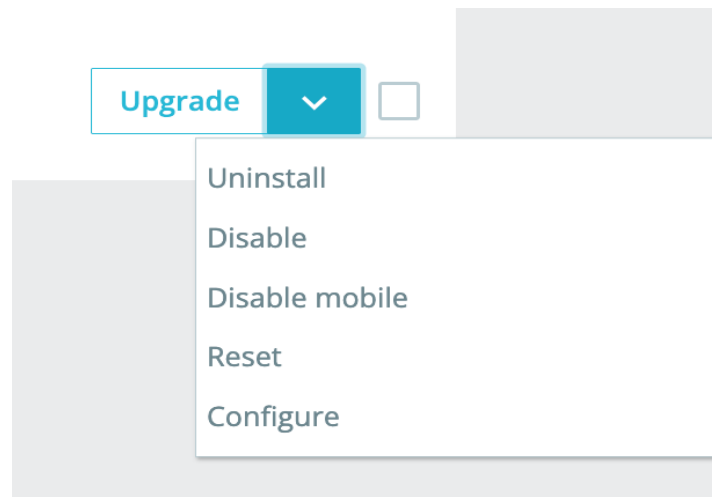 Upgrade
Uninstall
Disable
Disable mobile
Reset
Configure